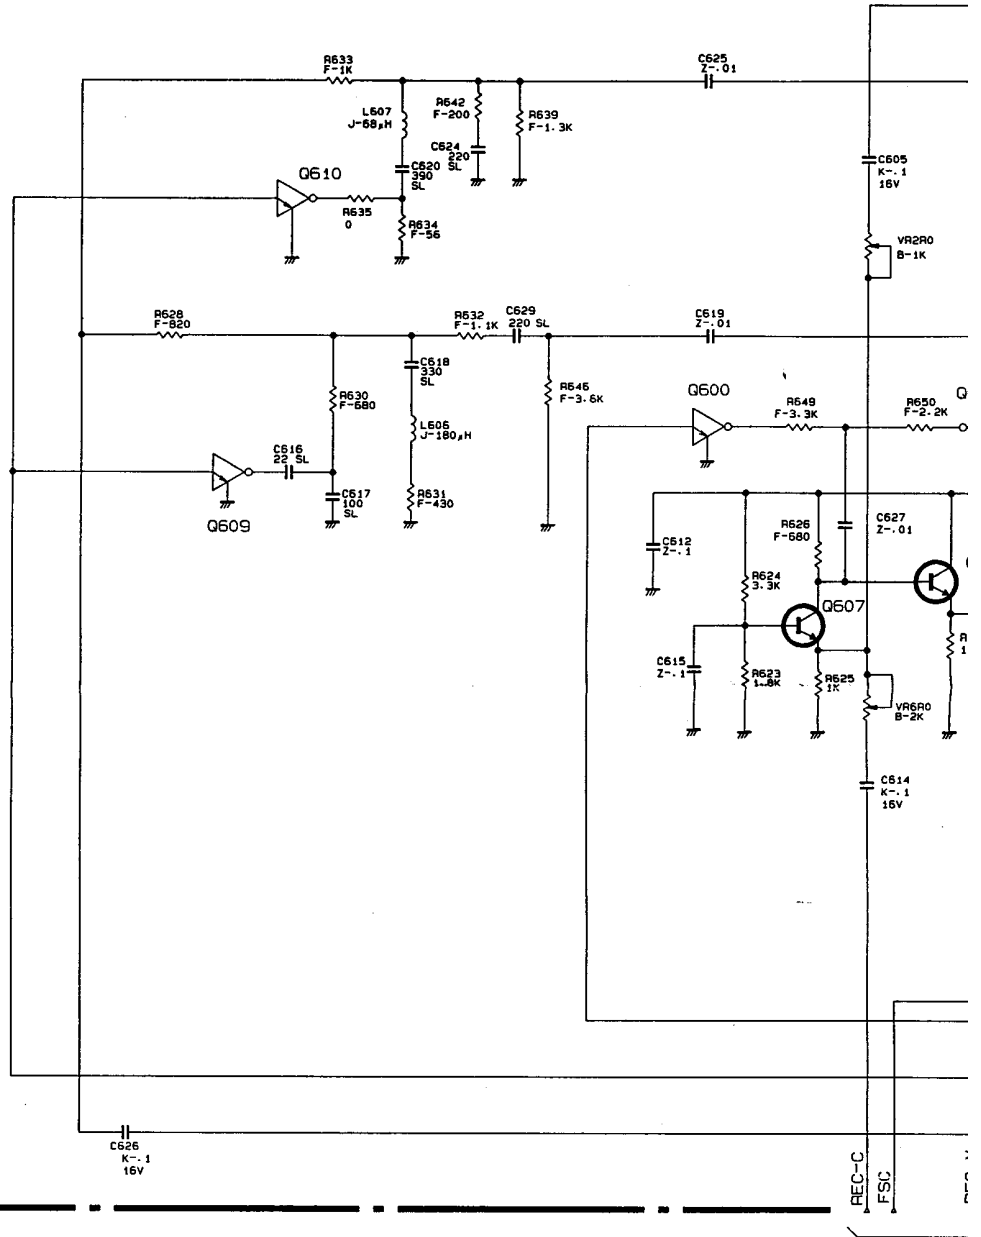 R633
F-1K
C625
Z-.01
L607
J-68µH
R642
F-200
R639
F-1.3K
C624
220
SL
C620
390
SL
C605
K-.1
16V
Q610
R635
0
R634
F-56
VR2R0
B-1K
R628
F-820
R632
F-1.1K
C629
220 SL
C619
Z-.01
C618
330
SL
R630
F-680
R646
F-3.6K
Q600
R649
F-3.3K
R650
F-2.2K
Q
L606
J-180µH
C616
22 SL
C617
100
SL
R631
F-430
Q609
C612
Z-.1
R626
F-680
C627
Z-.01
R624
3.3K
Q607
C615
Z-.1
R623
1.8K
R625
1K
R
1
VR6R0
B-2K
C614
K-.1
16V
C626
K-.1
16V
REC-C
FSC